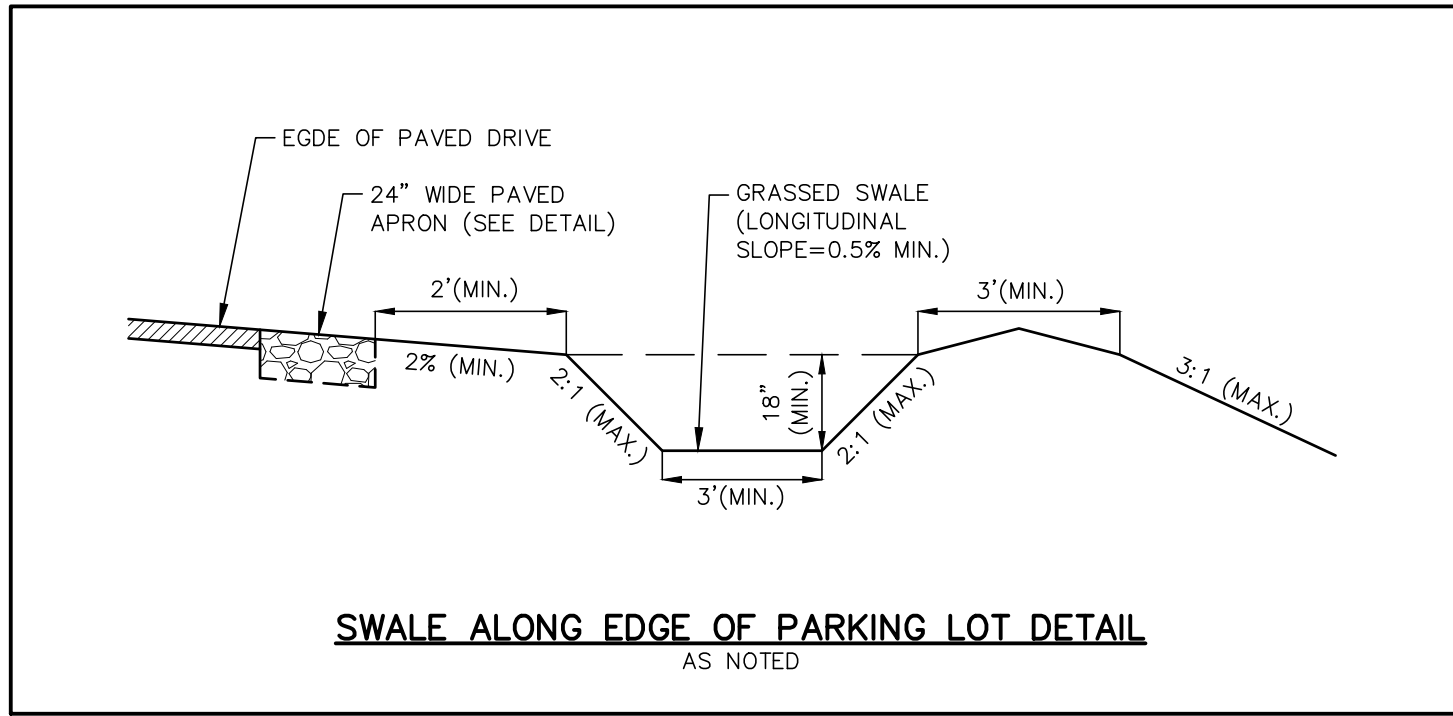 EGDE OF PAVED DRIVE
24" WIDE PAVED
APRON (SEE DETAIL)
GRASSED SWALE
(LONGITUDINAL
SLOPE=0.5% MIN.)
2'(MIN.)
3'(MIN.)
2% (MIN.)
2:1 (MAX.)
18"
(MIN.)
2:1 (MAX.)
3:1 (MAX.)
3'(MIN.)
SWALE ALONG EDGE OF PARKING LOT DETAIL
AS NOTED